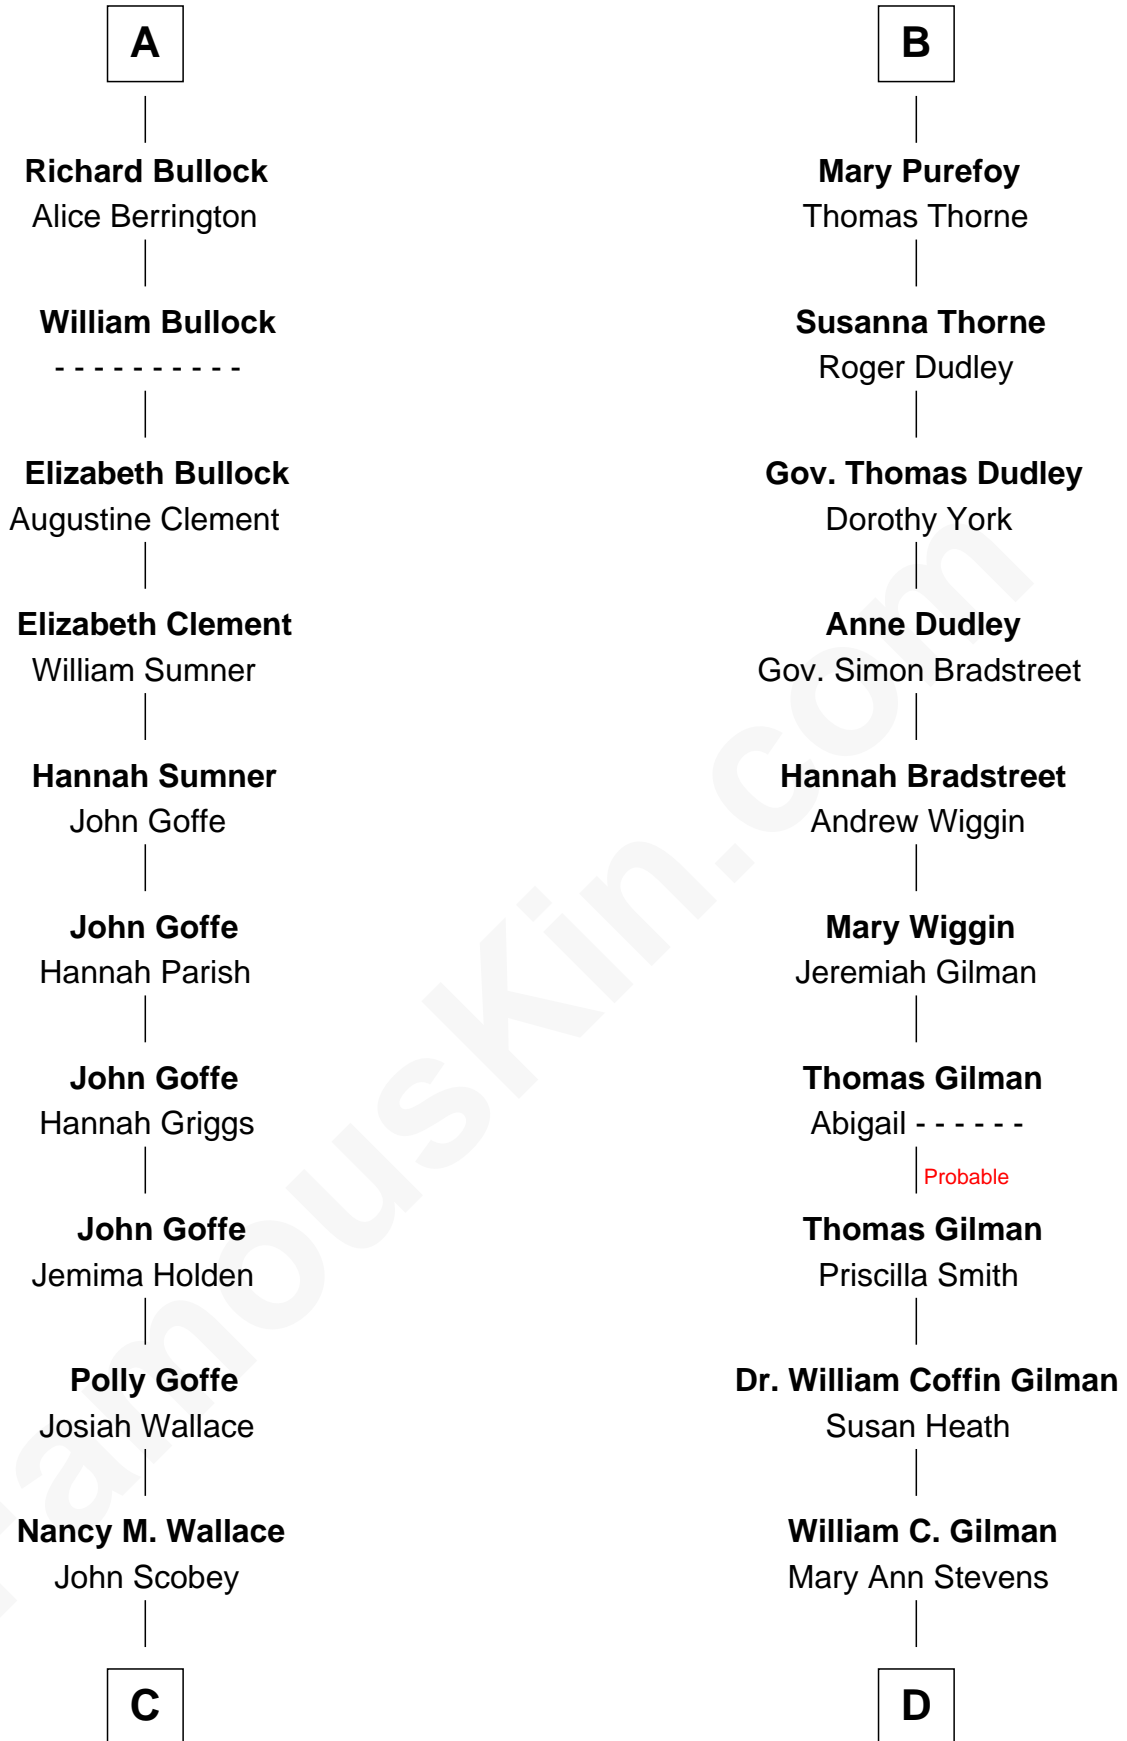 A
Richard Bullock
Alice Berrington
William Bullock
- - - - - - - - - -
Elizabeth Bullock
Augustine Clement
Elizabeth Clement
William Sumner
Hannah Sumner
John Goffe
John Goffe
Hannah Parish
John Goffe
Hannah Griggs
John Goffe
Jemima Holden
Polly Goffe
Josiah Wallace
Nancy M. Wallace
John Scobey
C
B
Mary Purefoy
Thomas Thorne
Susanna Thorne
Roger Dudley
Gov. Thomas Dudley
Dorothy York
Anne Dudley
Gov. Simon Bradstreet
Hannah Bradstreet
Andrew Wiggin
Mary Wiggin
Jeremiah Gilman
Thomas Gilman
Abigail - - - - - -
Probable
Thomas Gilman
Priscilla Smith
Dr. William Coffin Gilman
Susan Heath
William C. Gilman
Mary Ann Stevens
D
FamousKin.com